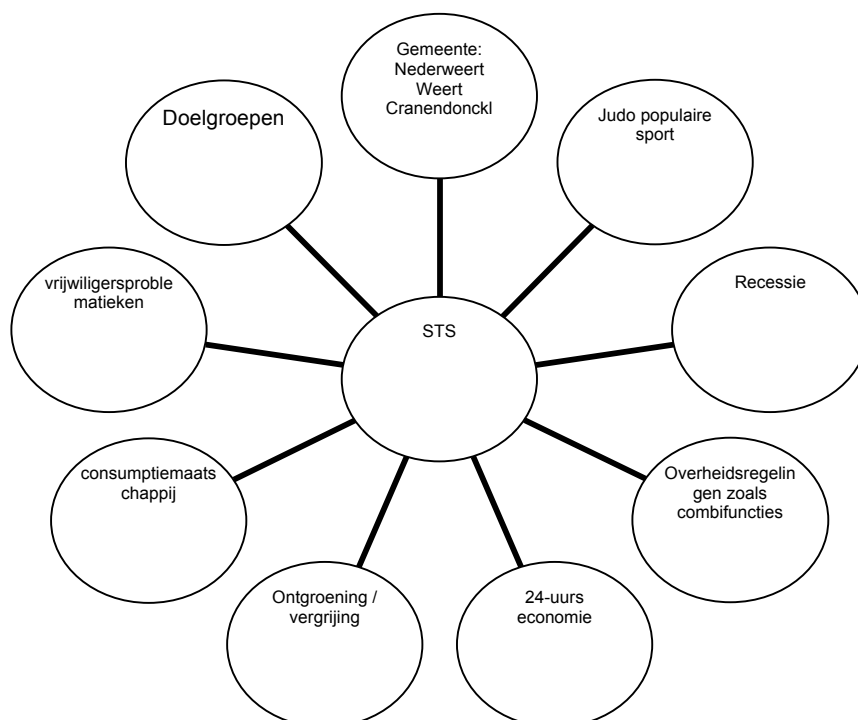 Gemeente:
Nederweert
Weert
Cranendonckl
Judo populaire
sport
Recessie
Overheidsregelin
gen zoals
combifuncties
24-uurs
economie
Ontgroening /
vergrijing
consumptiemaats
chappij
vrijwiligersproble
matieken
Doelgroepen
STS